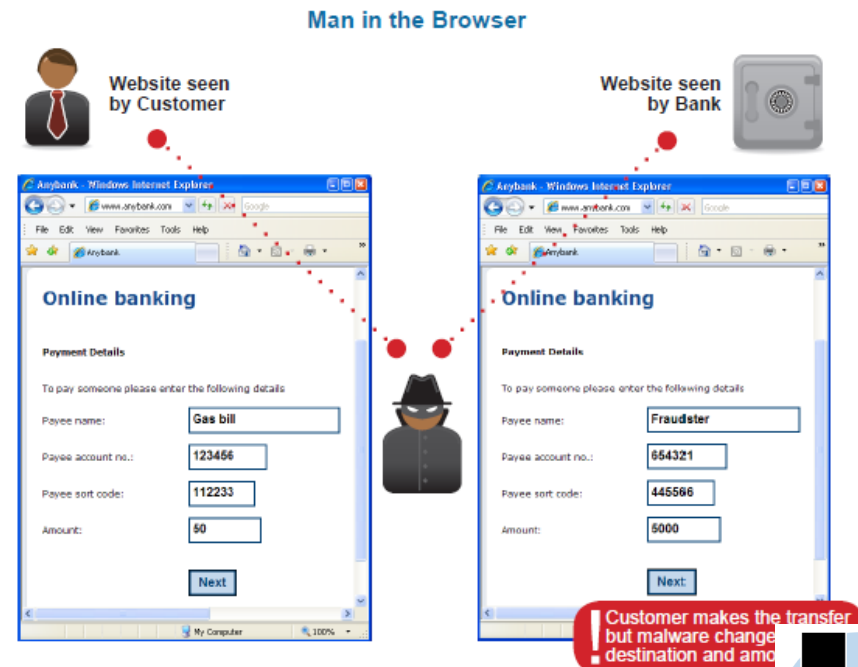 Man in the Browser
Website seen
by Customer
Website seen
by Bank
Anybank - Windows Internet Explorer
www.anybank.com
Google
File Edit View Favorites Tools Help
Anybank
Online banking
Payment Details
To pay someone please enter the following details
Payee name: Gas bill
Payee account no.: 123456
Payee sort code: 112233
Amount: 50
Next
My Computer 100%
Anybank - Windows Internet Explorer
www.anybank.com
Google
File Edit View Favorites Tools Help
Anybank
Online banking
Payment Details
To pay someone please enter the following details
Payee name: Fraudster
Payee account no.: 654321
Payee sort code: 445566
Amount: 5000
Next
! Customer makes the transfer
but malware change
destination and amo